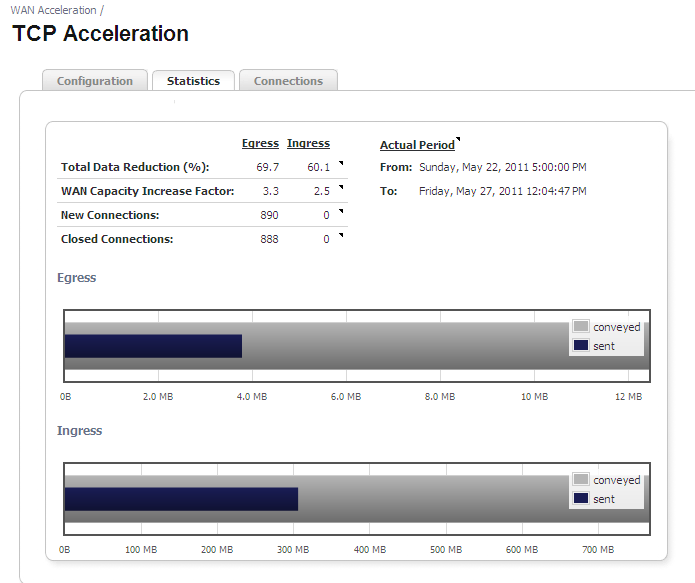 WAN Acceleration /
TCP Acceleration
Configuration Statistics Connections
Egress Ingress Actual Period
Total Data Reduction (%): 69.7 60.1 From: Sunday, May 22, 2011 5:00:00 PM
WAN Capacity Increase Factor: 3.3 2.5 To: Friday, May 27, 2011 12:04:47 PM
New Connections: 890 0
Closed Connections: 888 0
Egress
conveyed
sent
0B 2.0 MB 4.0 MB 6.0 MB 8.0 MB 10 MB 12 MB
Ingress
conveyed
sent
0B 100 MB 200 MB 300 MB 400 MB 500 MB 600 MB 700 MB